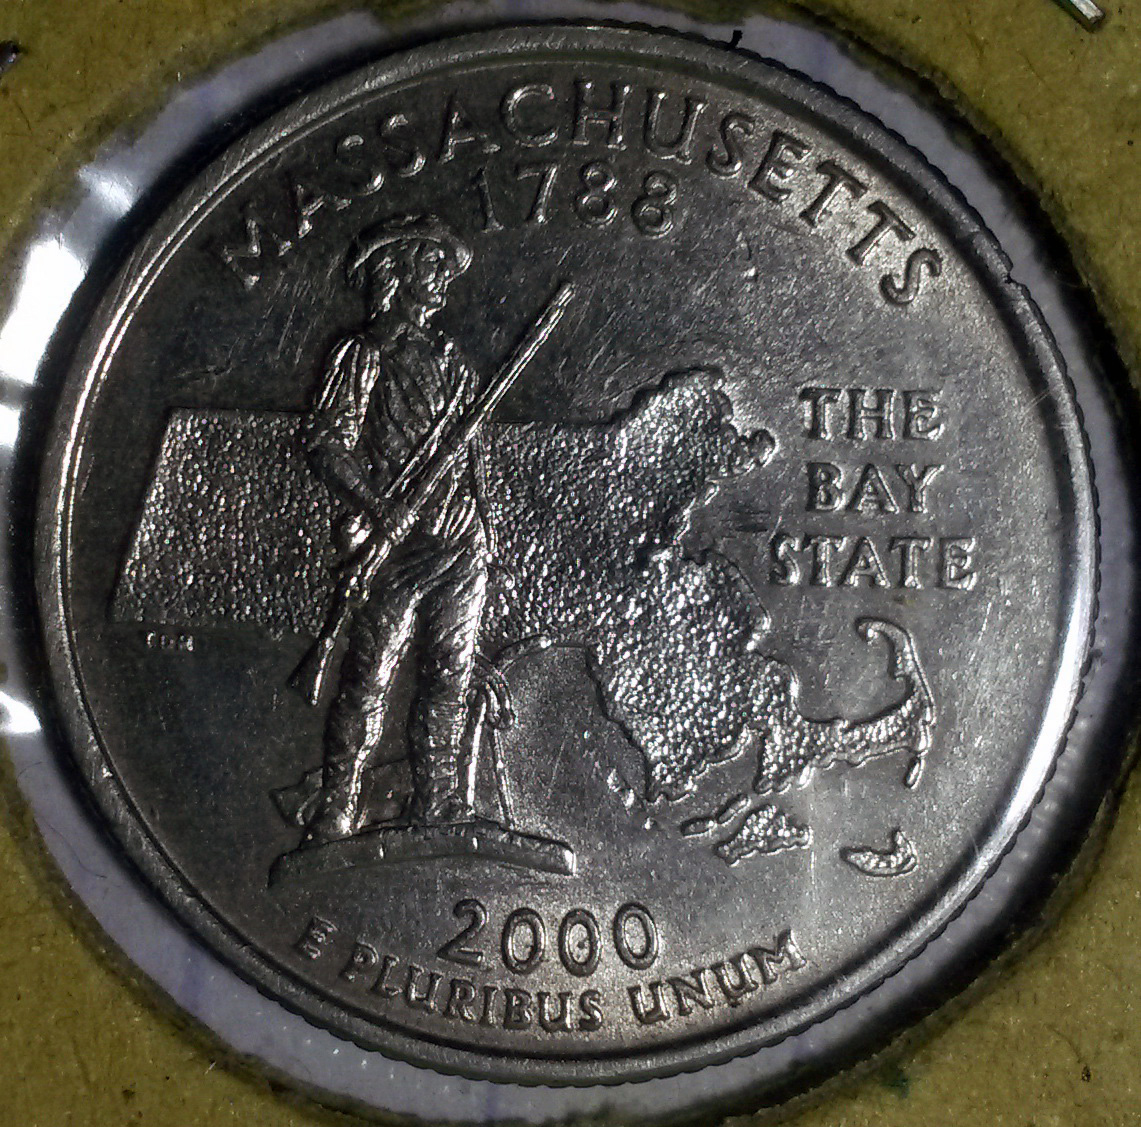 MASSACHUSETTS
1788
THE
BAY
STATE
2000
E PLURIBUS UNUM